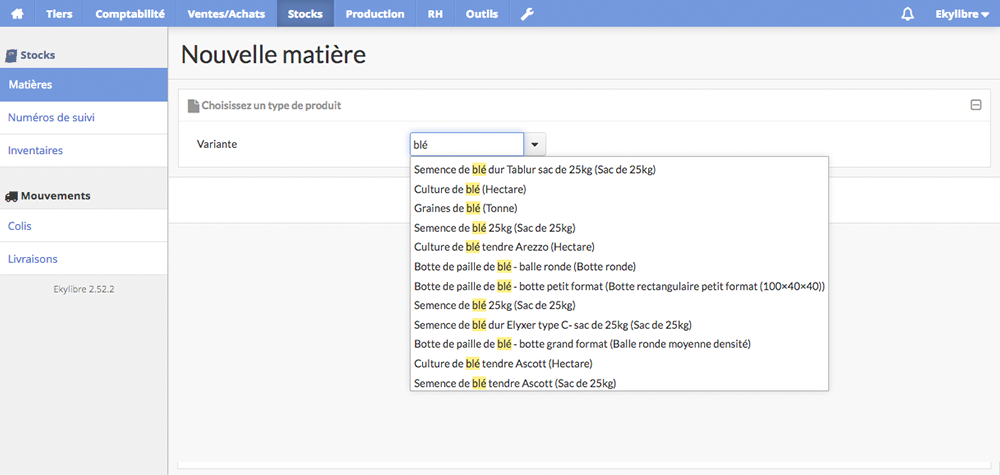 Tiers Comptabilité Ventes/Achats Stocks Production RH Outils Ekylibre
Stocks
Matières
Numéros de suivi
Inventaires
Mouvements
Colis
Livraisons
Ekylibre 2.52.2
Nouvelle matière
Choisissez un type de produit
Variante blé
Semence de blé dur Tablur sac de 25kg (Sac de 25kg)
Culture de blé (Hectare)
Graines de blé (Tonne)
Semence de blé 25kg (Sac de 25kg)
Culture de blé tendre Arezzo (Hectare)
Botte de paille de blé - balle ronde (Botte ronde)
Botte de paille de blé - botte petit format (Botte rectangulaire petit format (100×40×40))
Semence de blé 25kg (Sac de 25kg)
Semence de blé dur Elyxer type C- sac de 25kg (Sac de 25kg)
Botte de paille de blé - botte grand format (Balle ronde moyenne densité)
Culture de blé tendre Ascott (Hectare)
Semence de blé tendre Ascott (Sac de 25kg)